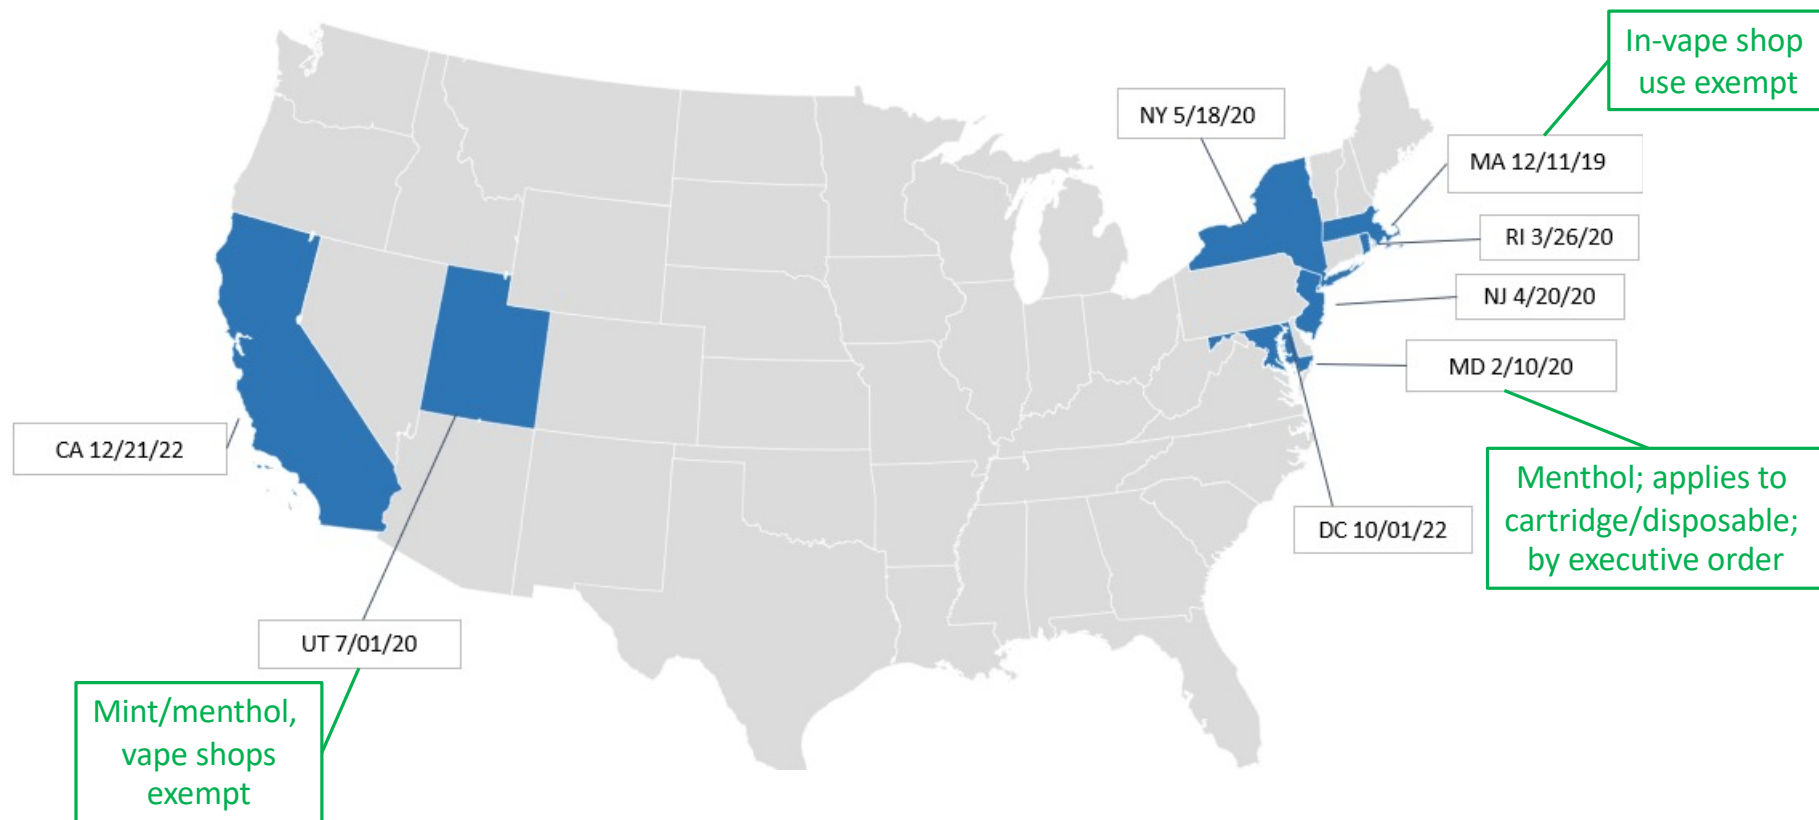 In-vape shop
use exempt
NY 5/18/20
MA 12/11/19
RI 3/26/20
NJ 4/20/20
MD 2/10/20
CA 12/21/22
Menthol; applies to
cartridge/disposable;
by executive order
DC 10/01/22
UT 7/01/20
Mint/menthol,
vape shops
exempt